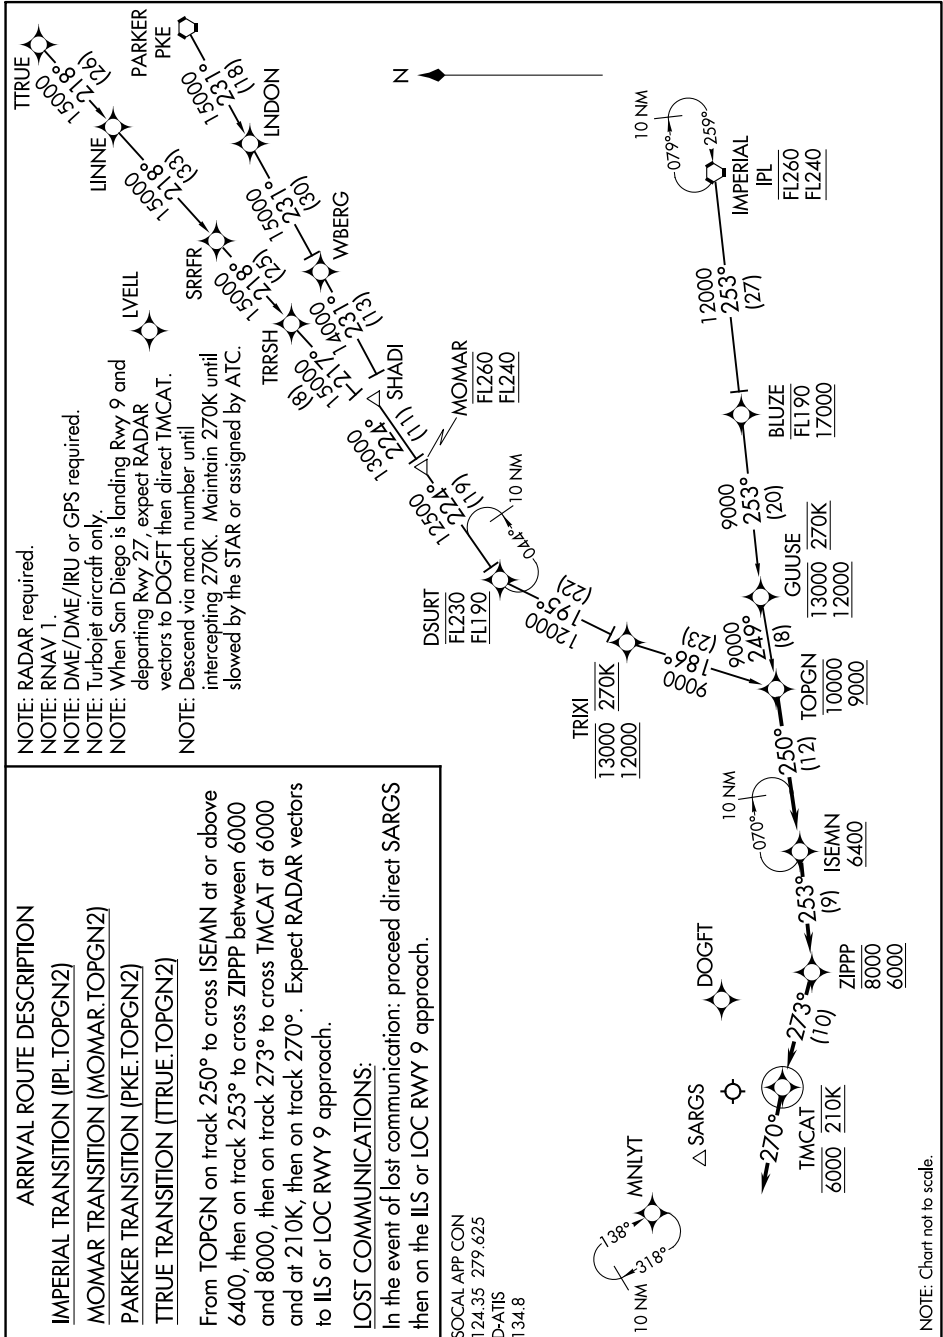 ARRIVAL ROUTE DESCRIPTION
IMPERIAL TRANSITION (IPL.TOPGN2)
MOMAR TRANSITION (MOMAR.TOPGN2)
PARKER TRANSITION (PKE.TOPGN2)
TTRUE TRANSITION (TTRUE.TOPGN2)
From TOPGN on track 250° to cross ISEMN at or above
6400, then on track 253° to cross ZIPPP between 6000
and 8000, then on track 273° to cross TMCAT at 6000
and at 210K, then on track 270°. Expect RADAR vectors
to ILS or LOC RWY 9 approach.
LOST COMMUNICATIONS:
In the event of lost communication: proceed direct SARGS
then on the ILS or LOC RWY 9 approach.
NOTE: RADAR required.
NOTE: RNAV 1.
NOTE: DME/DME/IRU or GPS required.
NOTE: Turbojet aircraft only.
NOTE: When San Diego is landing Rwy 9 and
departing Rwy 27, expect RADAR
vectors to DOGFT then direct TMCAT.
NOTE: Descend via mach number until
intercepting 270K. Maintain 270K until
slowed by the STAR or assigned by ATC.
SOCAL APP CON
124.35 279.625
D-ATIS
134.8
TTRUE
15000
218°
(26)
LINNE
15000
218°
(33)
SRRFR
15000
218°
(25)
TRRSH
15000
217°
(8)
PARKER
PKE
15000
231°
(18)
LNDON
15000
231°
(30)
WBERG
14000
231°
(13)
SHADI
LVELL
13000
224°
(11)
MOMAR
FL260
FL240
12500
224°
(19)
10 NM
044°
DSURT
FL230
FL190
12000
195°
(22)
TRIXI
13000 270K
12000
9000
186°
(23)
N
10 NM
079°
259°
IMPERIAL
IPL
FL260
FL240
12000
253°
(27)
BLUZE
FL190
17000
9000
253°
(20)
GUUSE
13000 270K
12000
9000
249°
(8)
TOPGN
10000
9000
250°
(12)
10 NM
070°
ISEMN
6400
253°
(9)
ZIPPP
8000
6000
273°
(10)
DOGFT
SARGS
TMCAT
6000 210K
270°
MNLYT
138°
318°
10 NM
NOTE: Chart not to scale.